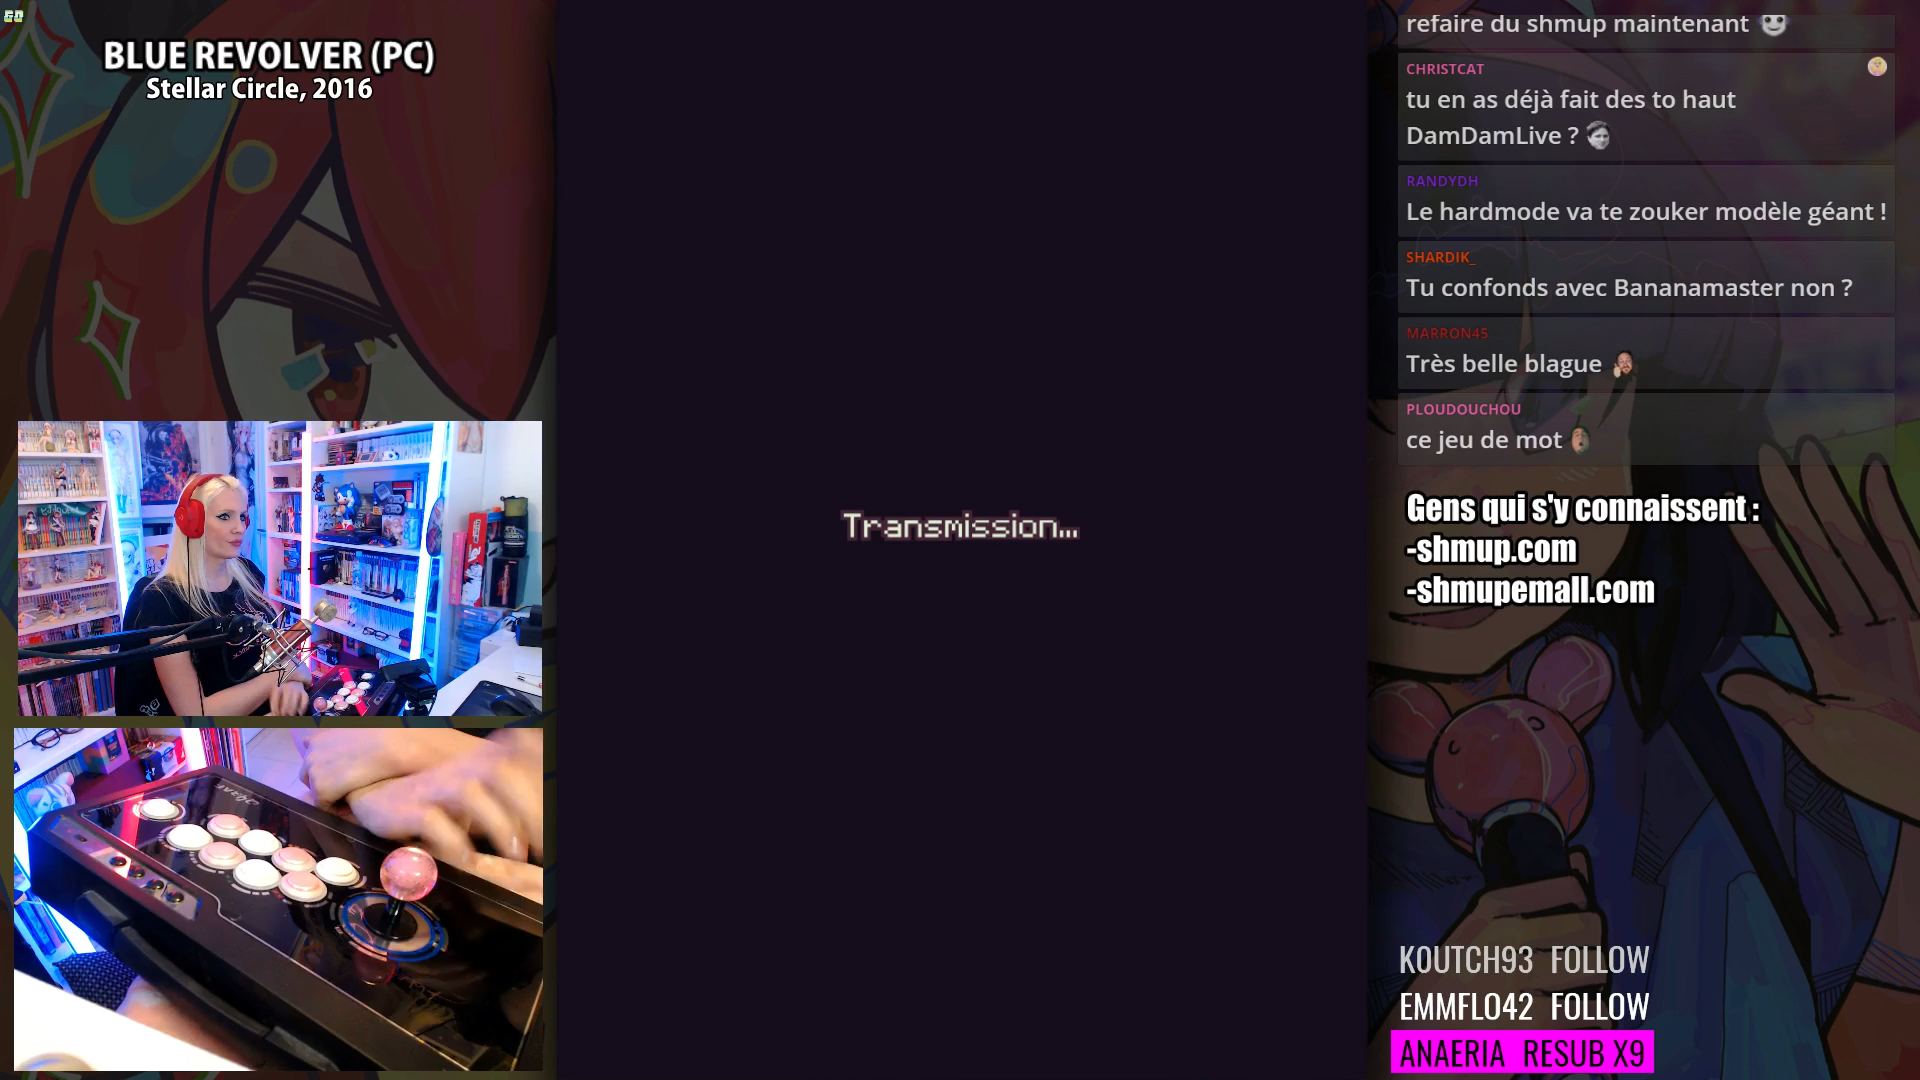 60
BLUE REVOLVER (PC)
Stellar Circle, 2016
Transmission...
refaire du shmup maintenant
CHRISTCAT
tu en as déjà fait des to haut
DamDamLive ?
RANDYDH
Le hardmode va te zouker modèle géant !
SHARDIK_
Tu confonds avec Bananamaster non ?
MARRON45
Très belle blague
PLOUDOUCHOU
ce jeu de mot
Gens qui s'y connaissent :
-shmup.com
-shmupemall.com
KOUTCH93 FOLLOW
EMMFLO42 FOLLOW
ANAERIA RESUB X9